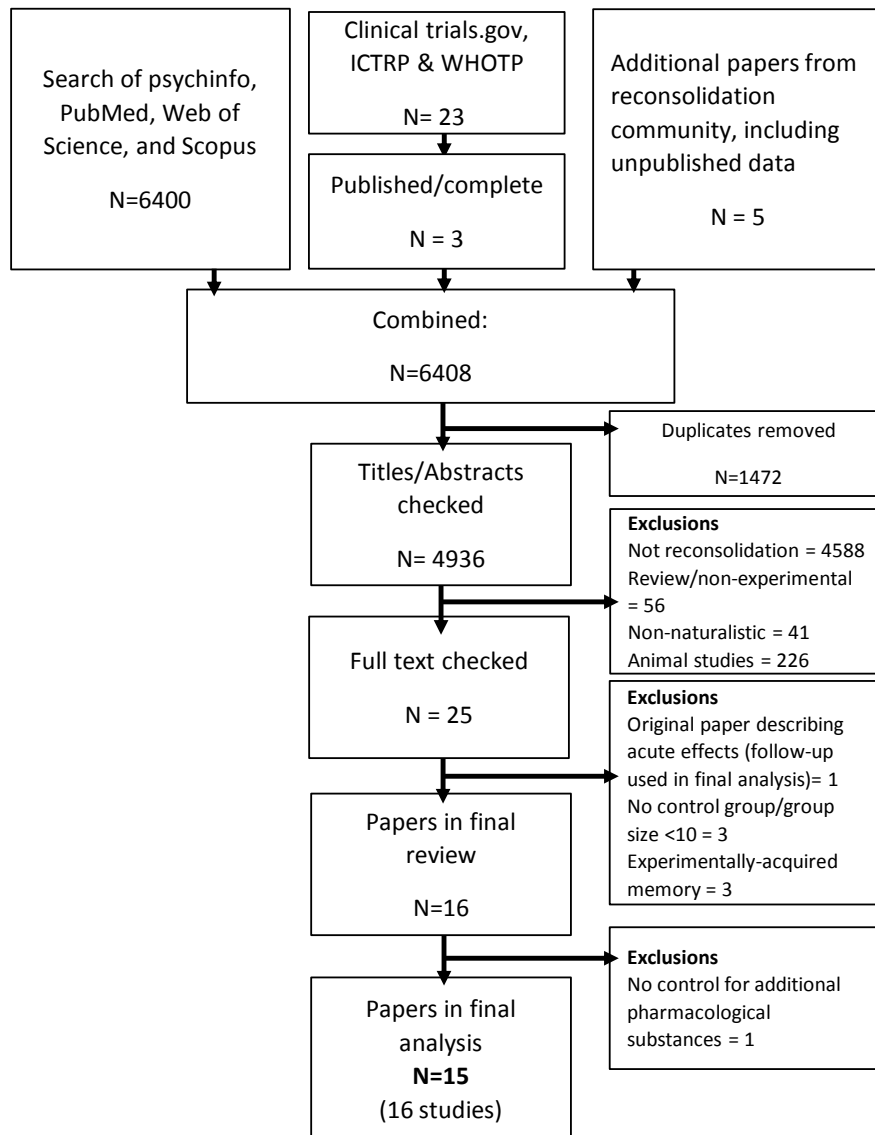 Search of psychinfo,
PubMed, Web of
Science, and Scopus
N=6400
Clinical trials.gov,
ICTRP & WHOTP
N= 23
Published/complete
N = 3
Additional papers from
reconsolidation
community, including
unpublished data
N = 5
Combined:
N=6408
Duplicates removed
N=1472
Titles/Abstracts
checked
N= 4936
Exclusions
Not reconsolidation = 4588
Review/non-experimental
= 56
Non-naturalistic = 41
Animal studies = 226
Full text checked
N = 25
Exclusions
Original paper describing
acute effects (follow-up
used in final analysis)= 1
No control group/group
size <10 = 3
Experimentally-acquired
memory = 3
Papers in final
review
N=16
Exclusions
No control for additional
pharmacological
substances = 1
Papers in final
analysis
N=15
(16 studies)